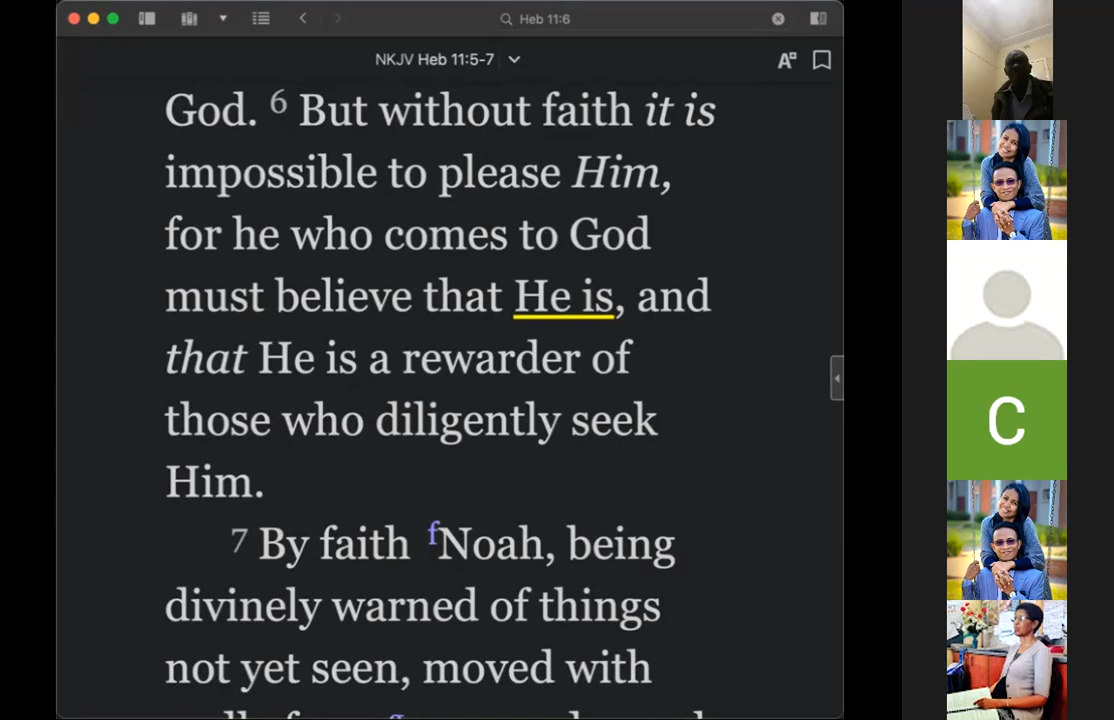 Heb 11:6
NKJV Heb 11:5-7
God. 6 But without faith it is
impossible to please Him,
for he who comes to God
must believe that He is, and
that He is a rewarder of
those who diligently seek
Him.
7 By faith fNoah, being
divinely warned of things
not yet seen, moved with
C